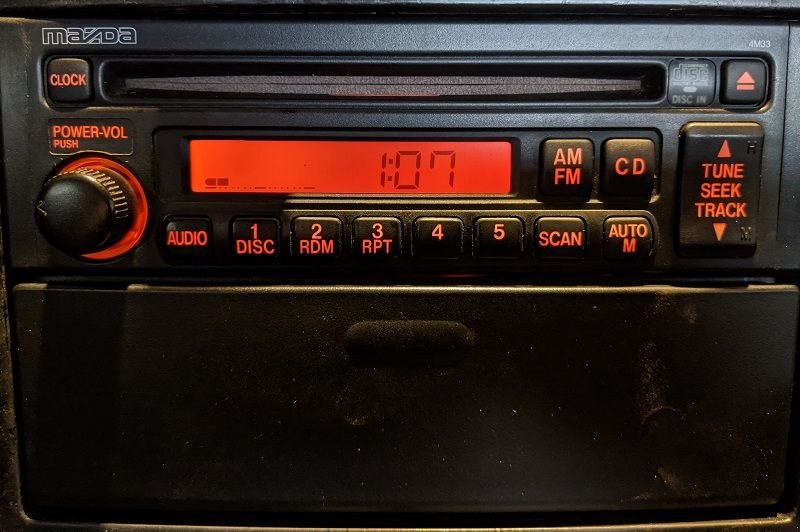 mazda
4M33
CLOCK
disc
DISC IN
POWER-VOL
PUSH
1:07
AM
FM
CD
H
TUNE
SEEK
TRACK
M
AUDIO
1
DISC
2
RDM
3
RPT
4
5
SCAN
AUTO
M